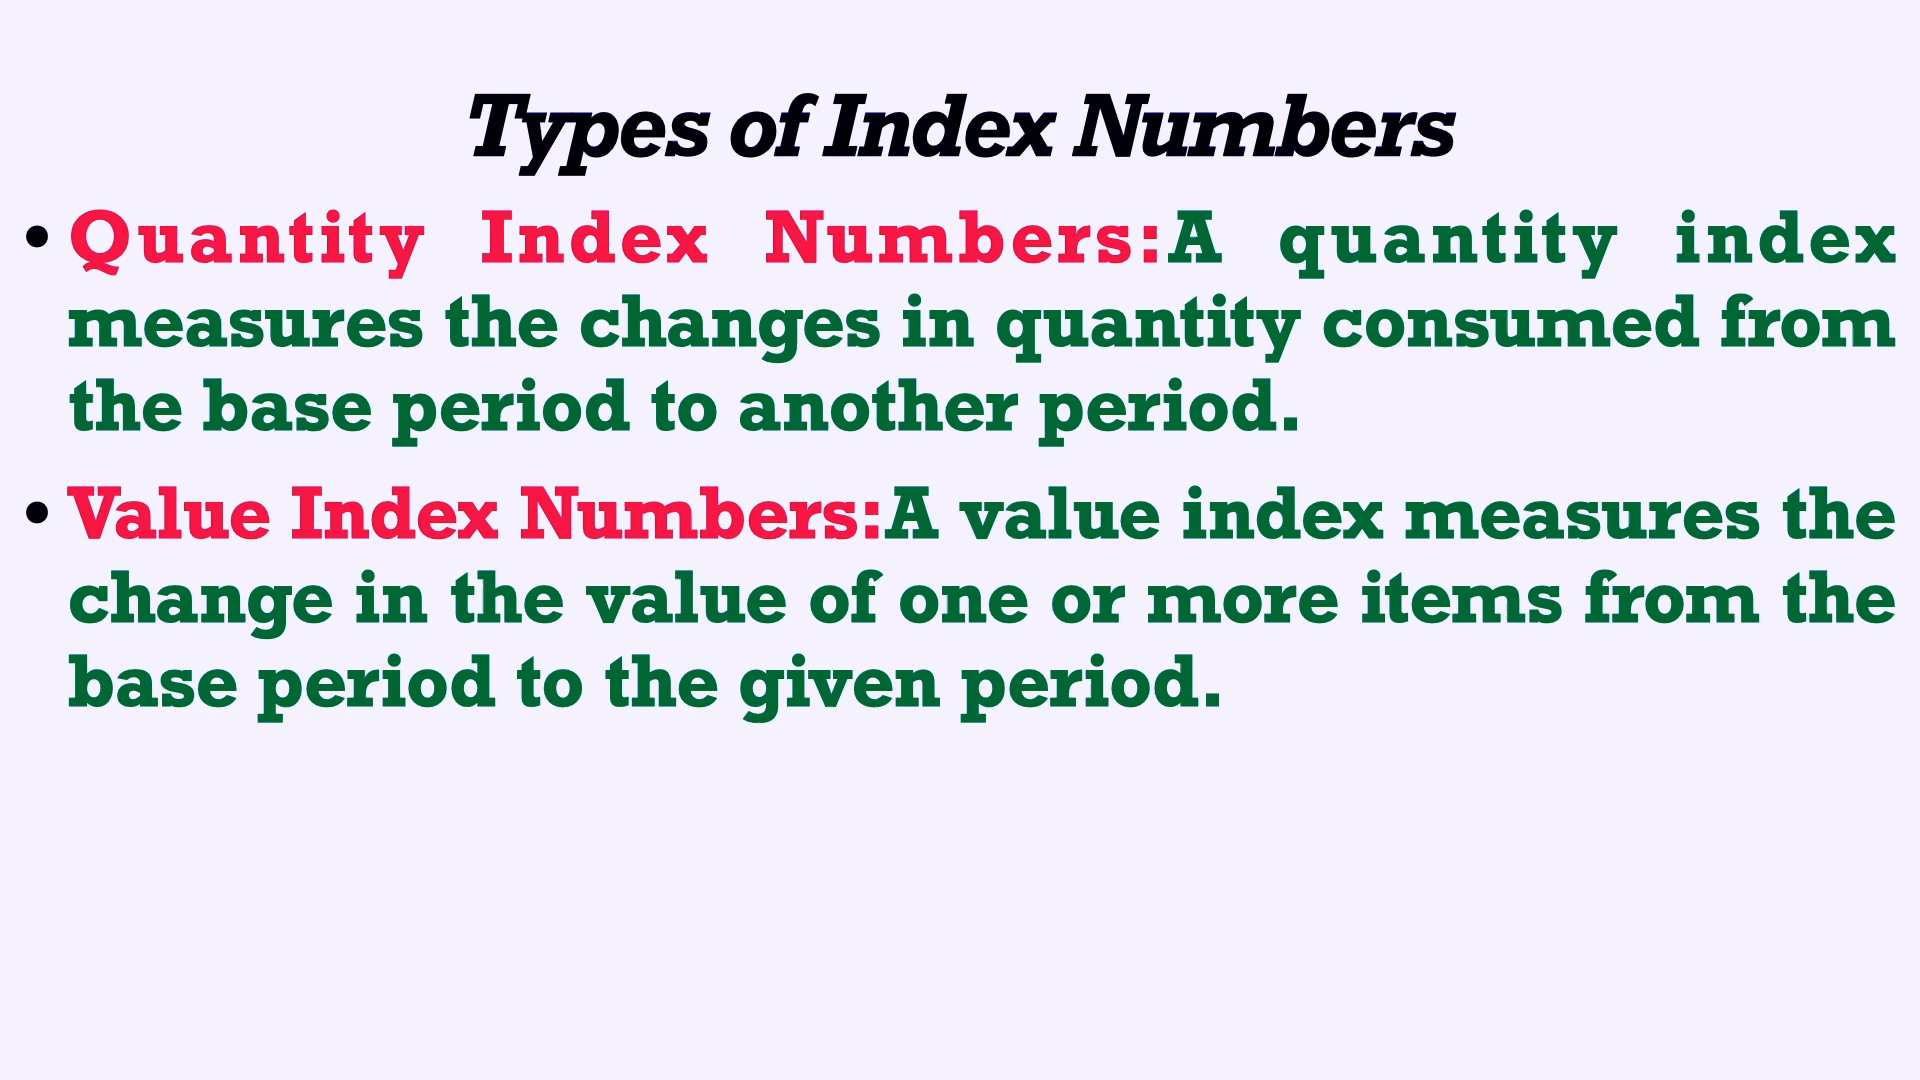 Types of Index Numbers
• Quantity Index Numbers:A quantity index
measures the changes in quantity consumed from
the base period to another period.
• Value Index Numbers:A value index measures the
change in the value of one or more items from the
base period to the given period.